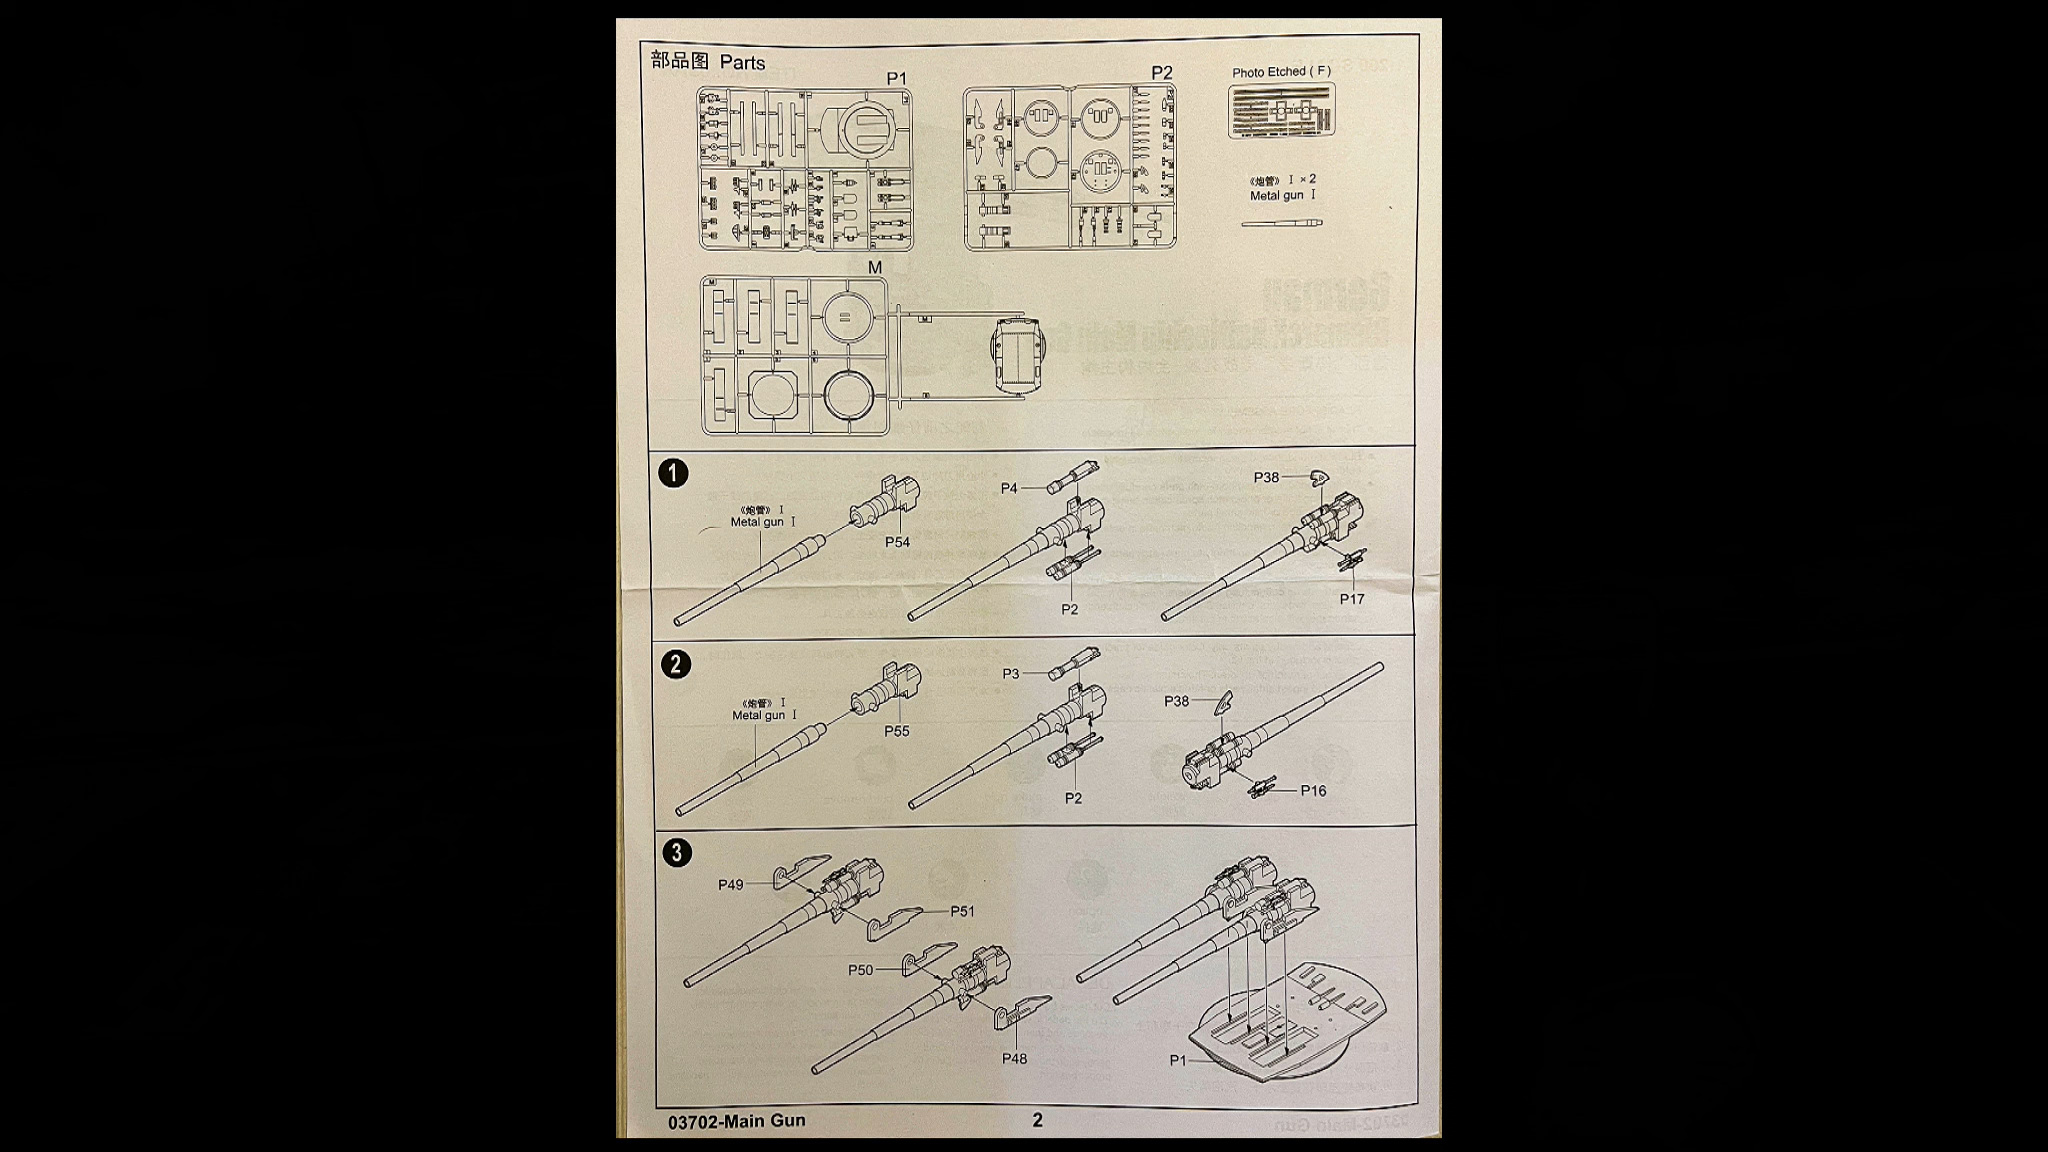 部品图 Parts
P1
P2
Photo Etched ( F )
《炮管》 I × 2
Metal gun I
M
M
M
1
《炮管》 I
Metal gun I
P54
P4
P2
P38
P17
2
《炮管》 I
Metal gun I
P55
P3
P2
P38
P16
3
P49
P51
P50
P48
P1
03702-Main Gun
2